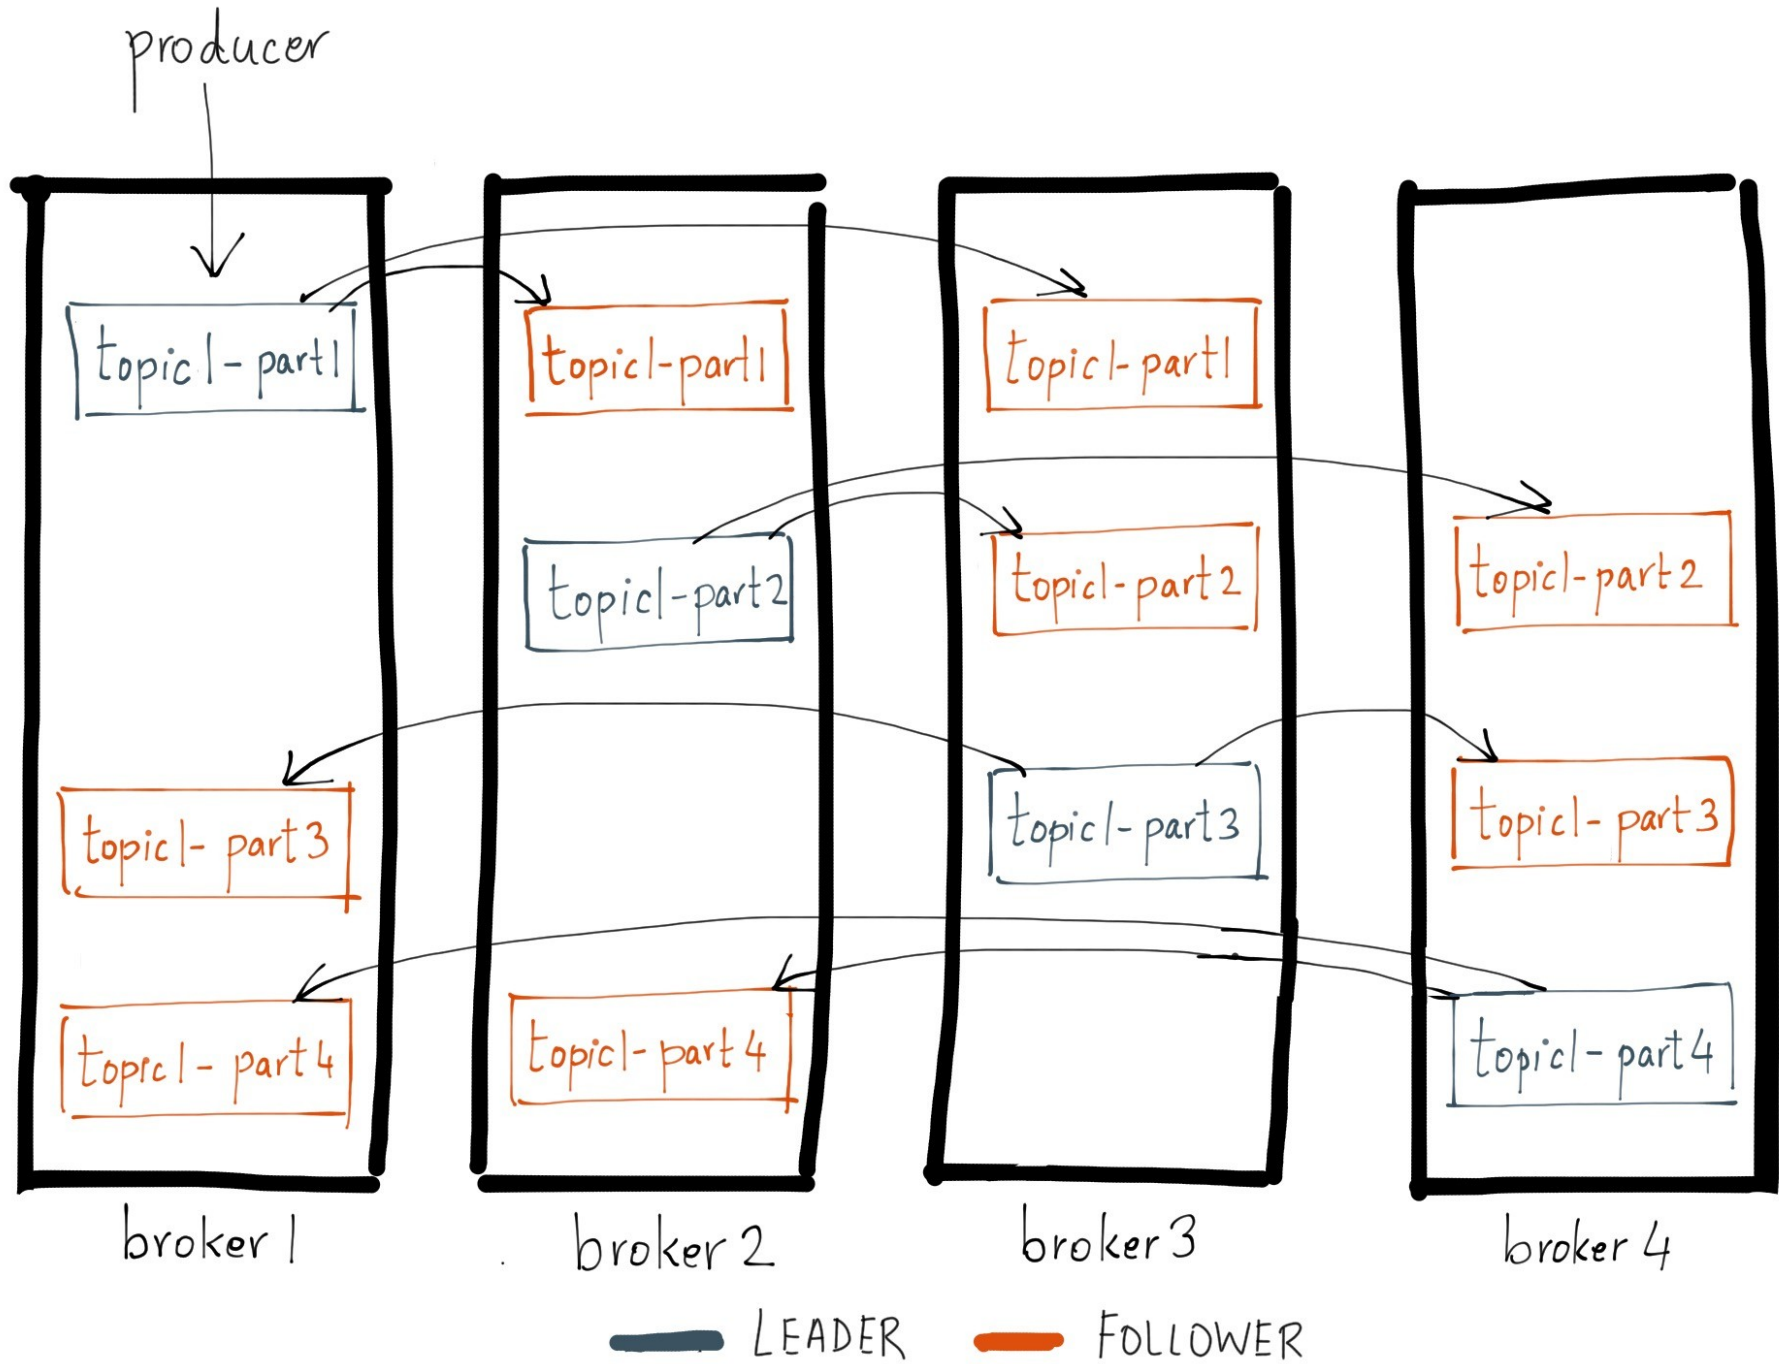 producer
topic1-part1
topic1-part1
topic1-part1
topic1-part2
topic1-part2
topic1-part2
topic1-part3
topic1-part3
topic1-part3
topic1-part4
topic1-part4
topic1-part4
broker 1
broker 2
broker 3
broker 4
LEADER
FOLLOWER